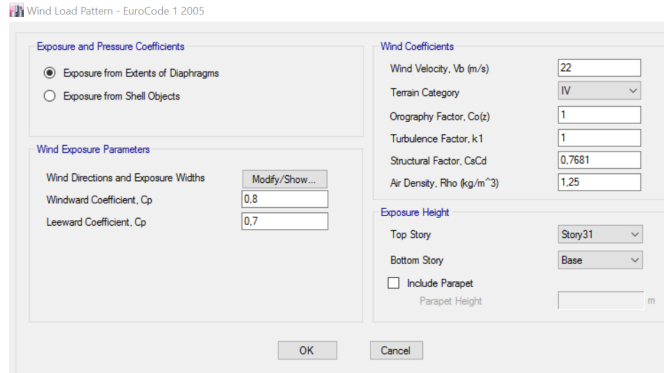 Wind Load Pattern - EuroCode 1 2005
Exposure and Pressure Coefficients
Exposure from Extents of Diaphragms
Exposure from Shell Objects
Wind Exposure Parameters
Wind Directions and Exposure Widths Modify/Show...
Windward Coefficient, Cp 0,8
Leeward Coefficient, Cp 0,7
Wind Coefficients
Wind Velocity, Vb (m/s) 22
Terrain Category IV
Orography Factor, Co(z) 1
Turbulence Factor, k1 1
Structural Factor, CsCd 0,7681
Air Density, Rho (kg/m^3) 1,25
Exposure Height
Top Story Story31
Bottom Story Base
Include Parapet
Parapet Height m
OK Cancel